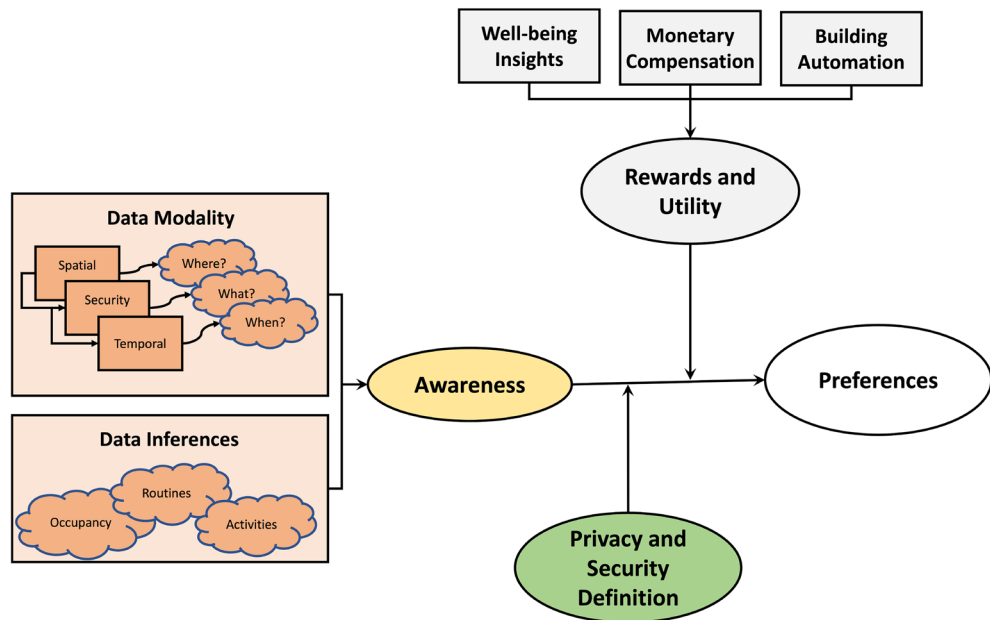 Well-being
Insights
Monetary
Compensation
Building
Automation
Rewards and
Utility
Data Modality
Spatial
Where?
Security
What?
Temporal
When?
Awareness
Preferences
Data Inferences
Routines
Occupancy
Activities
Privacy and
Security
Definition